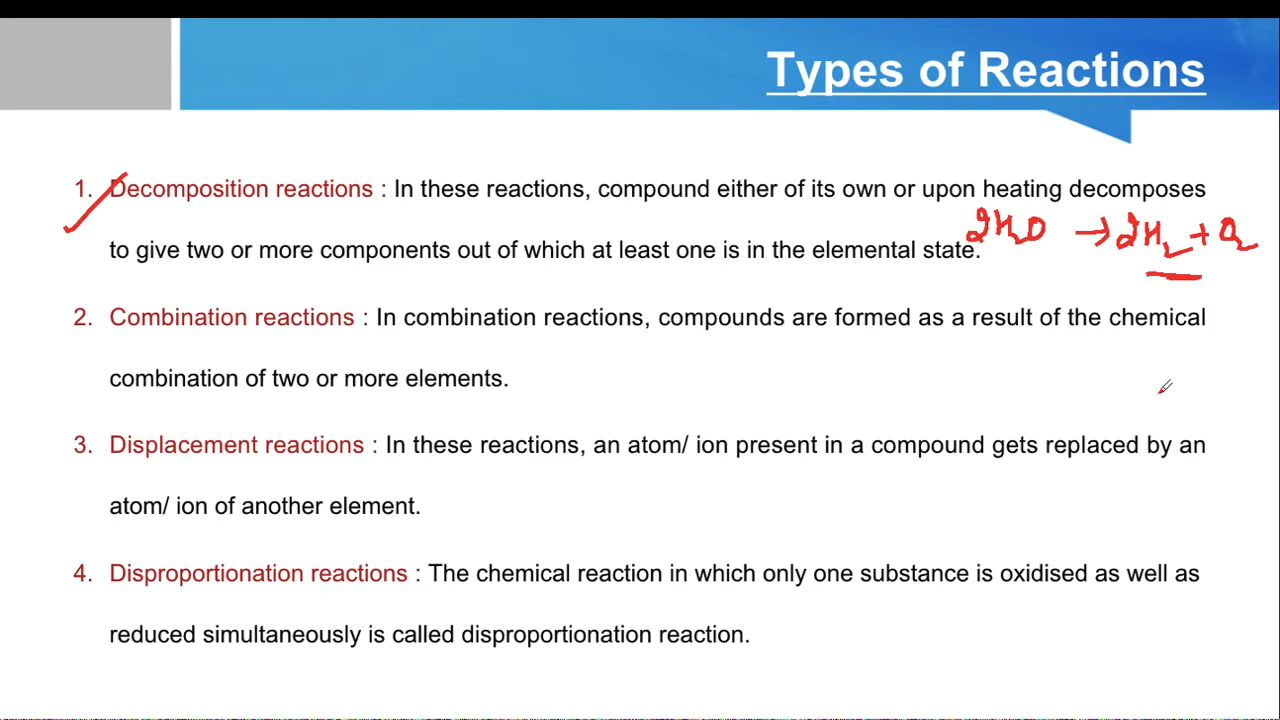 Types of Reactions
1. Decomposition reactions : In these reactions, compound either of its own or upon heating decomposes
to give two or more components out of which at least one is in the elemental state.
2H₂O → 2H₂ + O₂
2. Combination reactions : In combination reactions, compounds are formed as a result of the chemical
combination of two or more elements.
3. Displacement reactions : In these reactions, an atom/ ion present in a compound gets replaced by an
atom/ ion of another element.
4. Disproportionation reactions : The chemical reaction in which only one substance is oxidised as well as
reduced simultaneously is called disproportionation reaction.